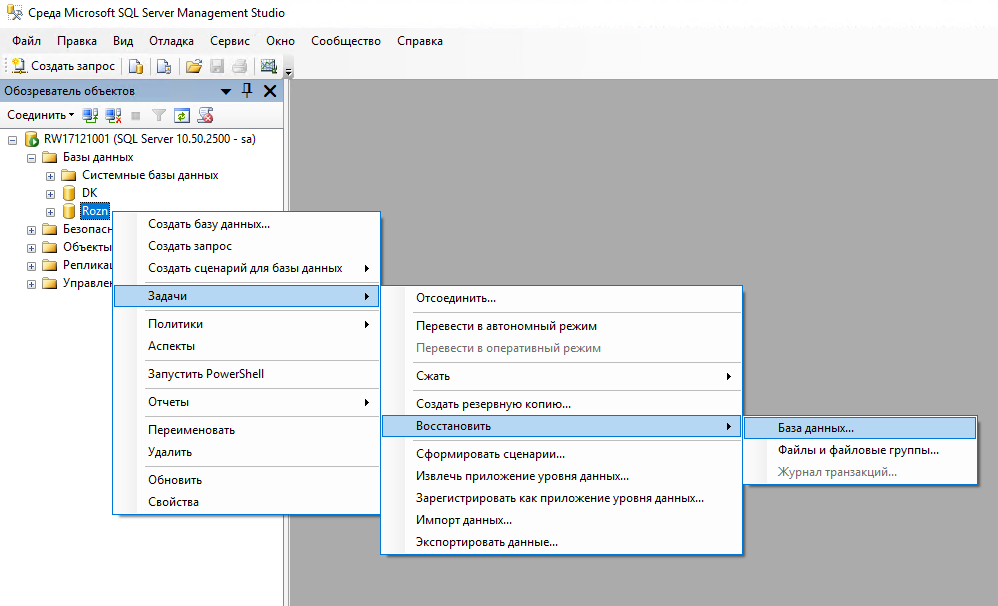 Среда Microsoft SQL Server Management Studio
Файл Правка Вид Отладка Сервис Окно Сообщество Справка
Создать запрос
Обозреватель объектов
Соединить
RW17121001 (SQL Server 10.50.2500 - sa)
Базы данных
Системные базы данных
DK
Rozn
Безопасн
Объекты
Репликац
Управлен
Создать базу данных...
Создать запрос
Создать сценарий для базы данных
Задачи
Политики
Аспекты
Запустить PowerShell
Отчеты
Переименовать
Удалить
Обновить
Свойства
Отсоединить...
Перевести в автономный режим
Перевести в оперативный режим
Сжать
Создать резервную копию...
Восстановить
Сформировать сценарии...
Извлечь приложение уровня данных...
Зарегистрировать как приложение уровня данных...
Импорт данных...
Экспортировать данные...
База данных...
Файлы и файловые группы...
Журнал транзакций...